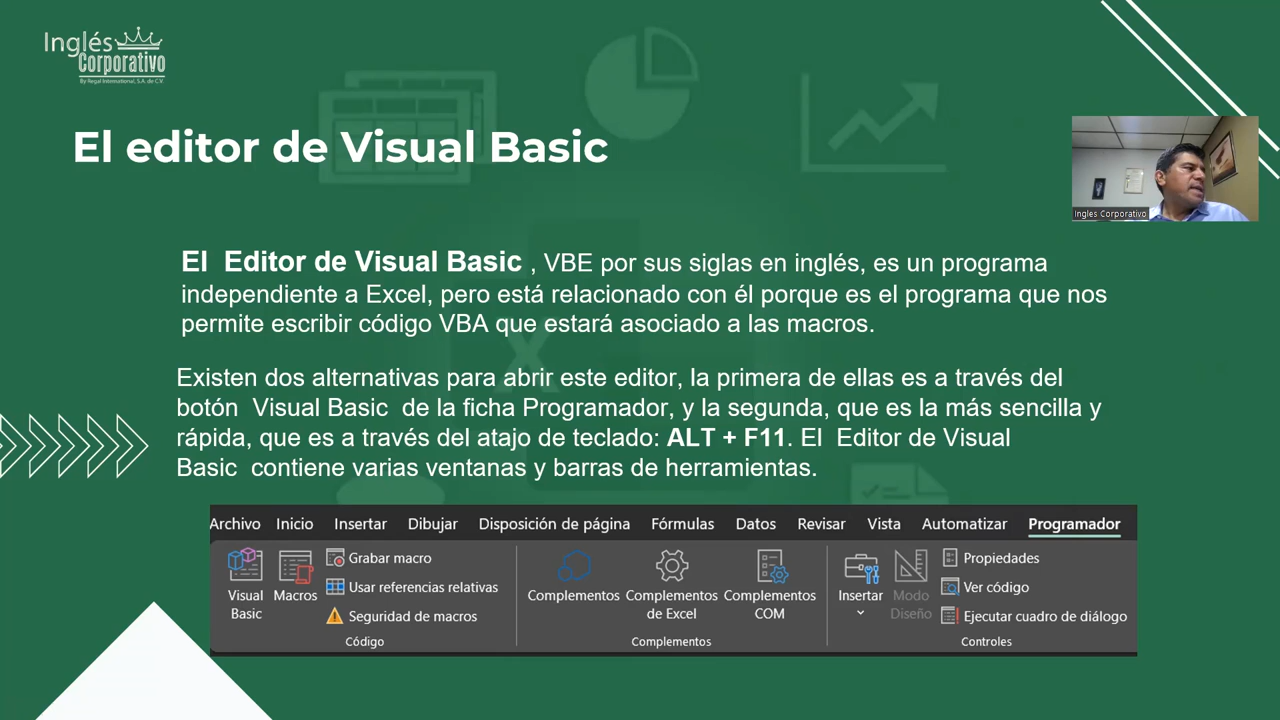 Inglés
Corporativo
By Regal International, S.A. de C.V.
El editor de Visual Basic
Ingles Corporativo
El Editor de Visual Basic , VBE por sus siglas en inglés, es un programa
independiente a Excel, pero está relacionado con él porque es el programa que nos
permite escribir código VBA que estará asociado a las macros.
Existen dos alternativas para abrir este editor, la primera de ellas es a través del
botón Visual Basic de la ficha Programador, y la segunda, que es la más sencilla y
rápida, que es a través del atajo de teclado: ALT + F11. El Editor de Visual
Basic contiene varias ventanas y barras de herramientas.
Archivo Inicio Insertar Dibujar Disposición de página Fórmulas Datos Revisar Vista Automatizar Programador
Visual
Basic
Macros
Grabar macro
Usar referencias relativas
Seguridad de macros
Código
Complementos
Complementos
de Excel
Complementos
COM
Complementos
Insertar
Modo
Diseño
Propiedades
Ver código
Ejecutar cuadro de diálogo
Controles